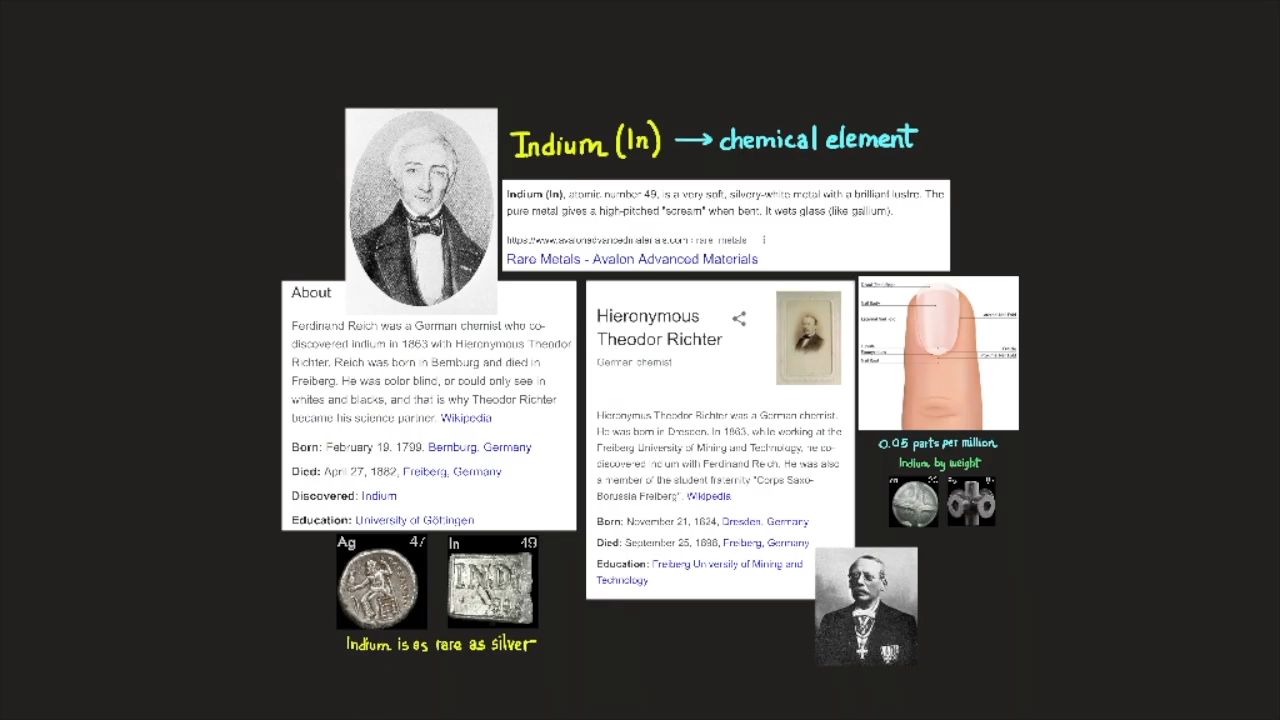 Indium (In) → chemical element
Indium (In), atomic number 49, is a very soft, silvery-white metal with a brilliant lustre. The
pure metal gives a high-pitched "scream" when bent. It wets glass (like gallium).
https://www.avalonadvancedmaterials.com › rare_metals
Rare Metals - Avalon Advanced Materials
About
Ferdinand Reich was a German chemist who co-
discovered indium in 1863 with Hieronymous Theodor
Richter. Reich was born in Bernburg and died in
Freiberg. He was color blind, or could only see in
whites and blacks, and that is why Theodor Richter
became his science partner. Wikipedia
Born: February 19, 1799, Bernburg, Germany
Died: April 27, 1882, Freiberg, Germany
Discovered: Indium
Education: University of Göttingen
Ag 47
In 49
Indium is as rare as silver
Hieronymous
Theodor Richter
German chemist
Hieronymus Theodor Richter was a German chemist.
He was born in Dresden. In 1863, while working at the
Freiberg University of Mining and Technology, he co-
discovered indium with Ferdinand Reich. He was also
a member of the student fraternity "Corps Saxo-
Borussia Freiberg". Wikipedia
Born: November 21, 1824, Dresden, Germany
Died: September 25, 1898, Freiberg, Germany
Education: Freiberg University of Mining and
Technology
Nail Body
0.05 parts per million
Indium by weight